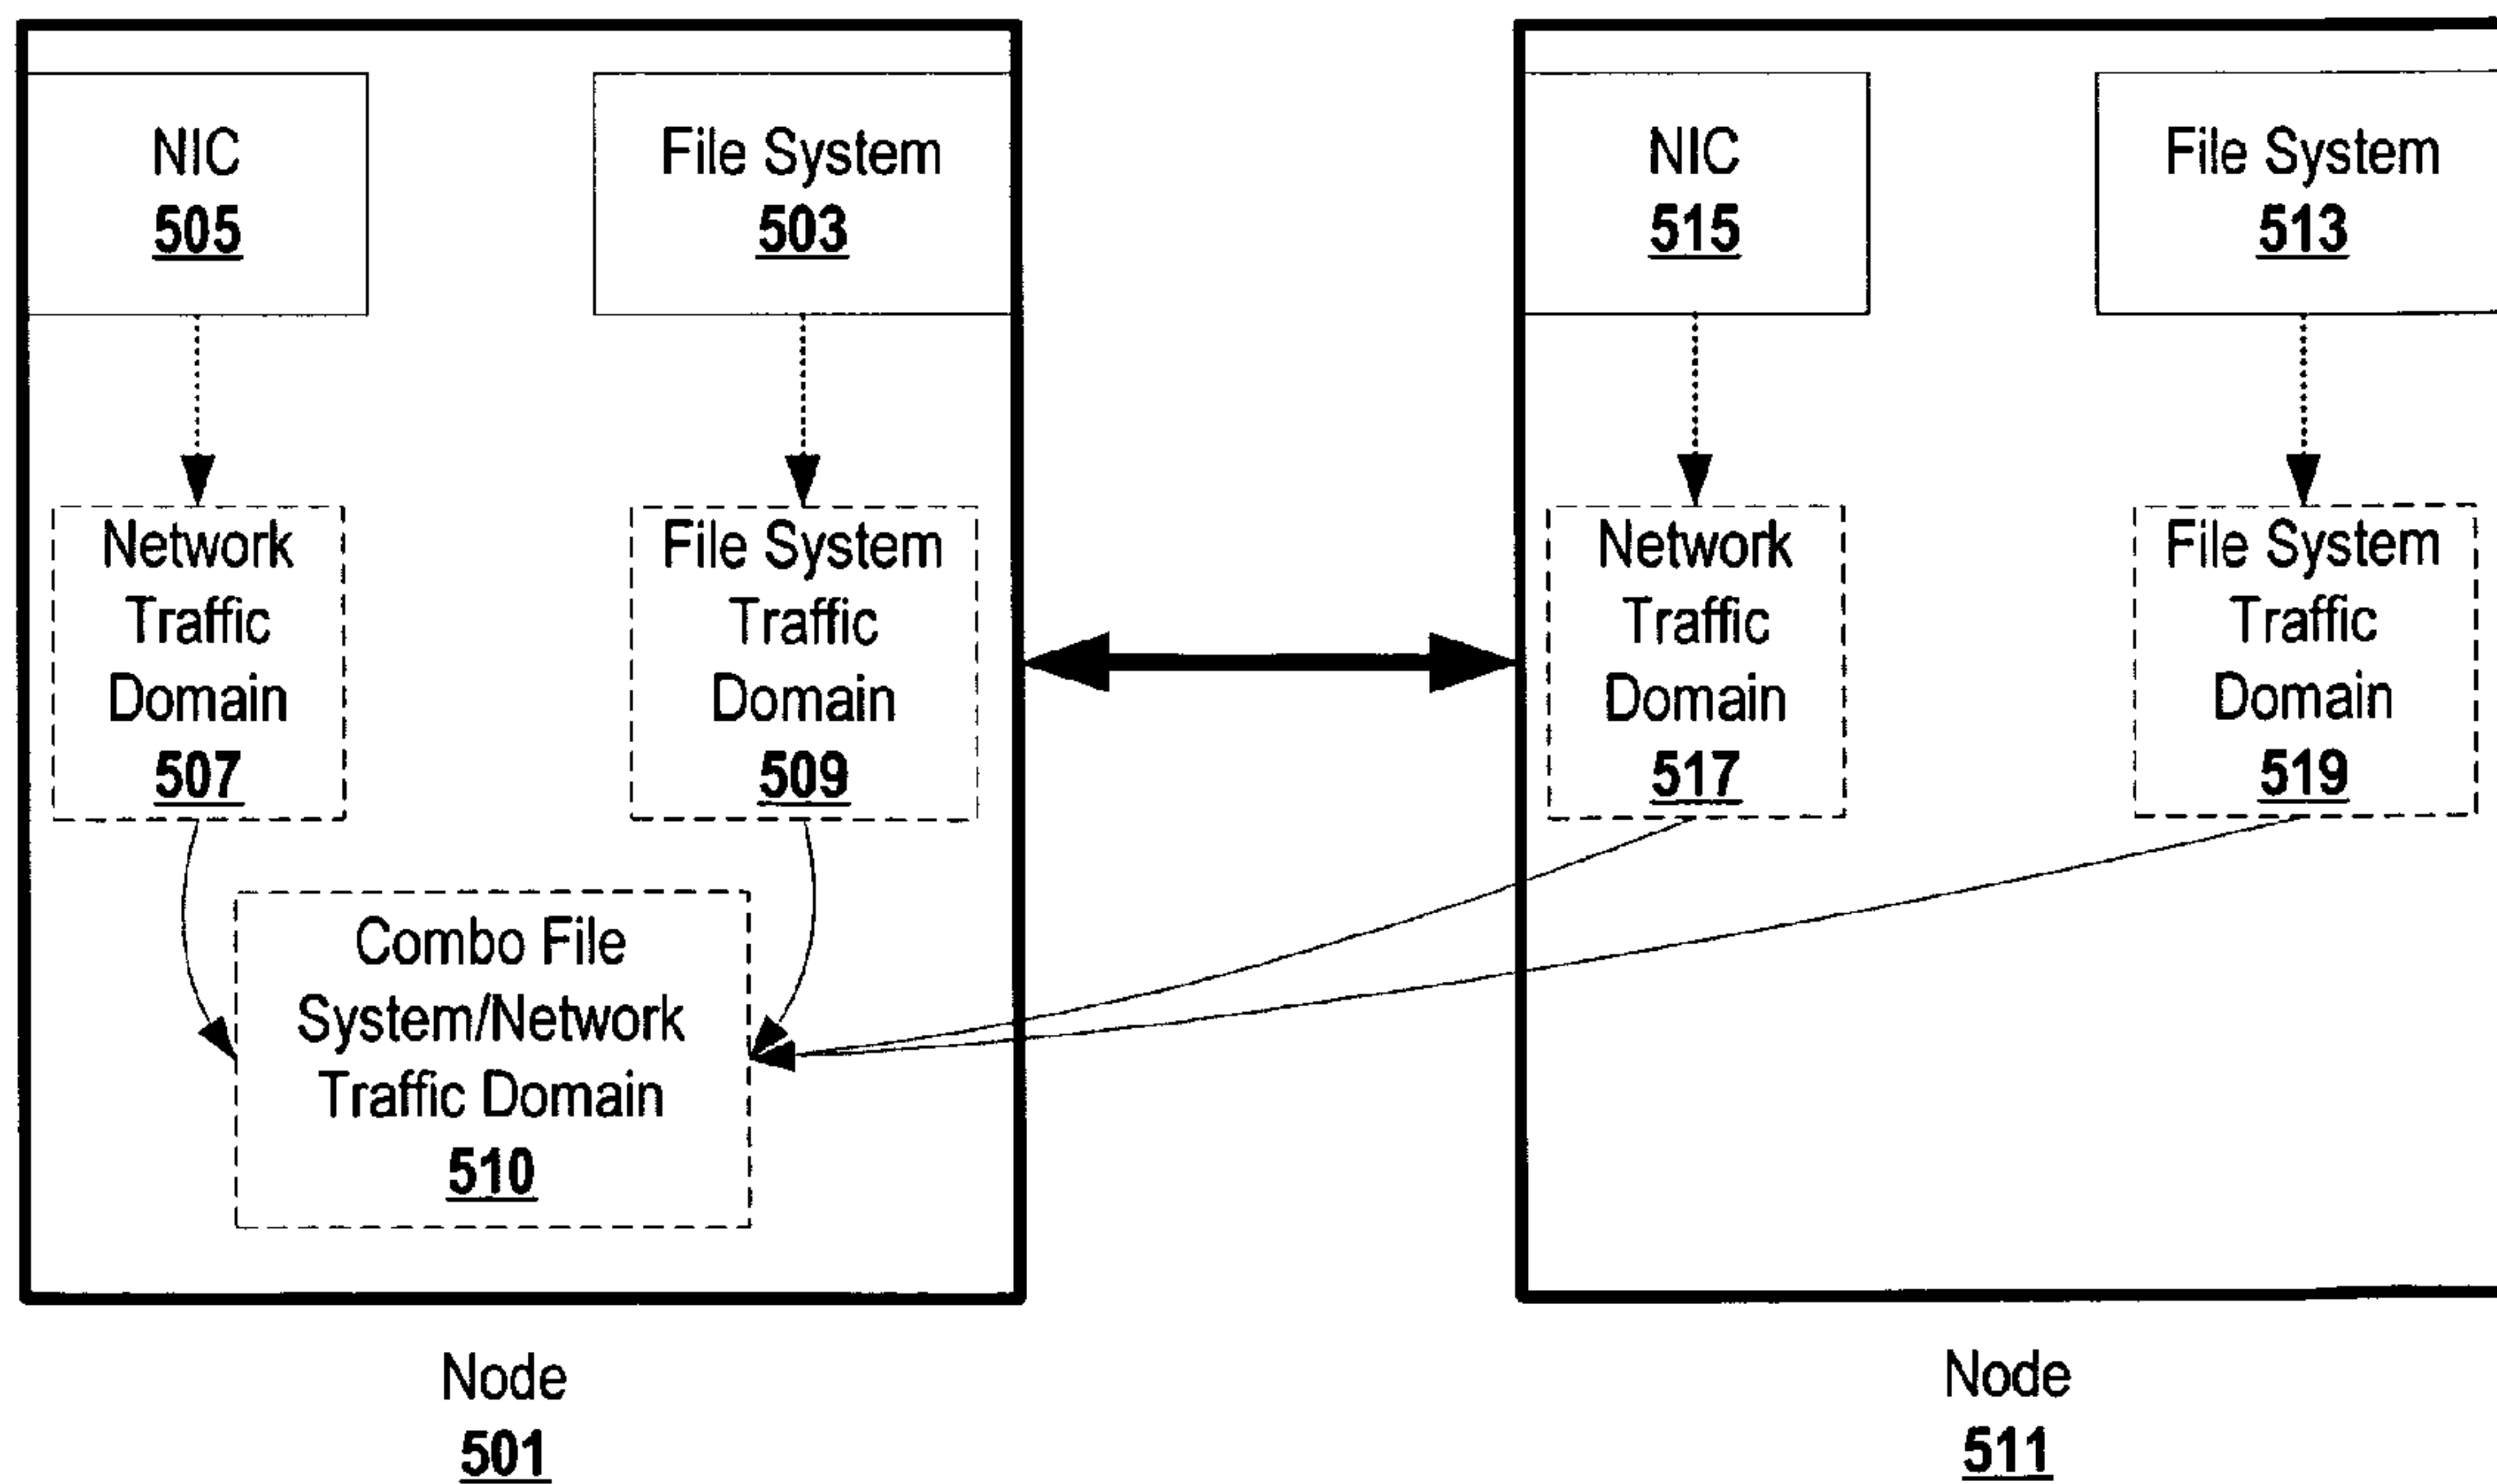 NIC
505
File System
503
NIC
515
File System
513
Network
Traffic
Domain
507
File System
Traffic
Domain
509
Network
Traffic
Domain
517
File System
Traffic
Domain
519
Combo File
System/Network
Traffic Domain
510
Node
501
Node
511